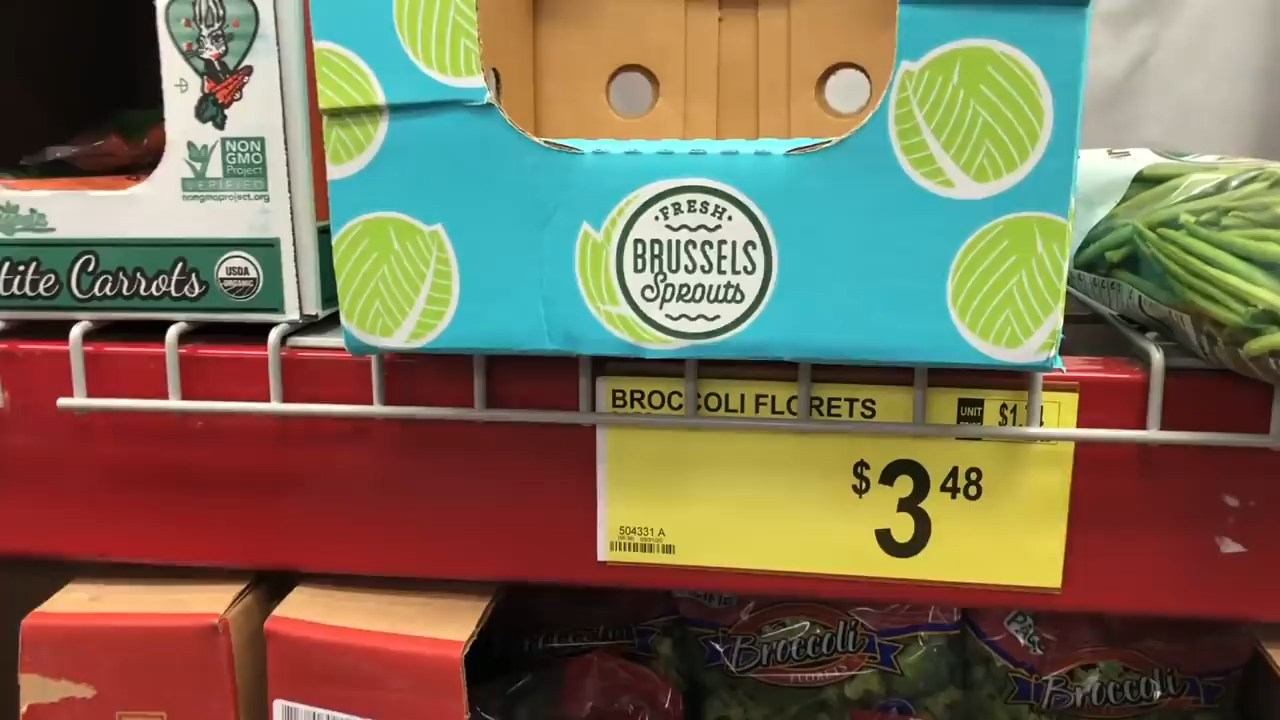 NON
GMO
Project
VERIFIED
nongmoproject.org
tite Carrots
USDA
ORGANIC
FRESH
BRUSSELS
Sprouts
BROCCOLI FLORETS
UNIT
$3 48
504331 A
Broccoli
FLORETS
Broccoli